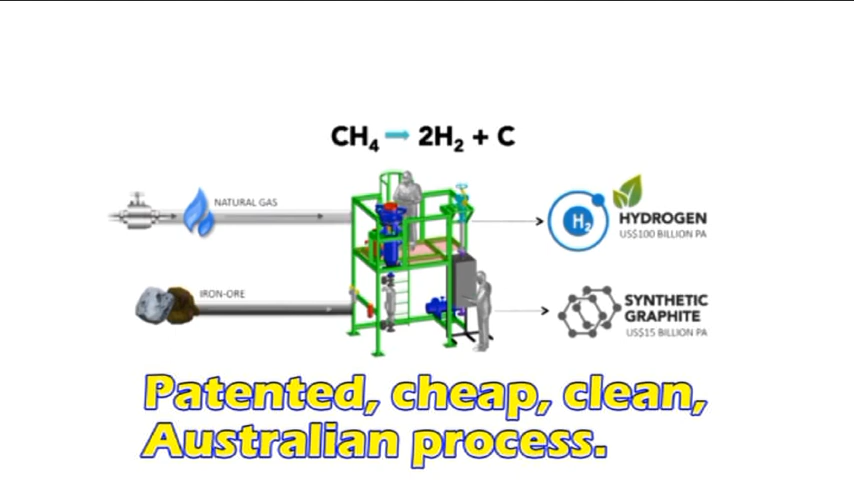 CH₄ → 2H₂ + C
NATURAL GAS
H₂
HYDROGEN
US$100 BILLION PA
IRON-ORE
SYNTHETIC
GRAPHITE
US$15 BILLION PA
Patented, cheap, clean,
Australian process.